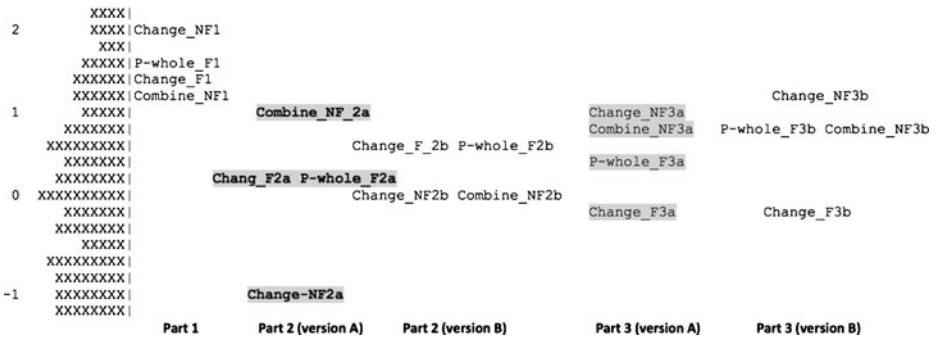 XXXX|
2 XXXX|Change_NF1
XXX|
XXXXX|P-whole_F1
XXXXXX|Change_F1
XXXXXX|Combine_NF1 Change_NF3b
1 XXXXX| Combine_NF_2a Change_NF3a
XXXXXXX| Combine_NF3a P-whole_F3b Combine_NF3b
XXXXXXXXX| Change_F_2b P-whole_F2b
XXXXXXX| P-whole_F3a
XXXXXXXX| Chang_F2a P-whole_F2a
0 XXXXXXXXXX| Change_NF2b Combine_NF2b
XXXXXXX| Change_F3a Change_F3b
XXXXXXXX|
XXXXX|
XXXXXXXXX|
XXXXXXXX|
-1 XXXXXXXX| Change-NF2a
XXXXXXXX|
Part 1 Part 2 (version A) Part 2 (version B) Part 3 (version A) Part 3 (version B)